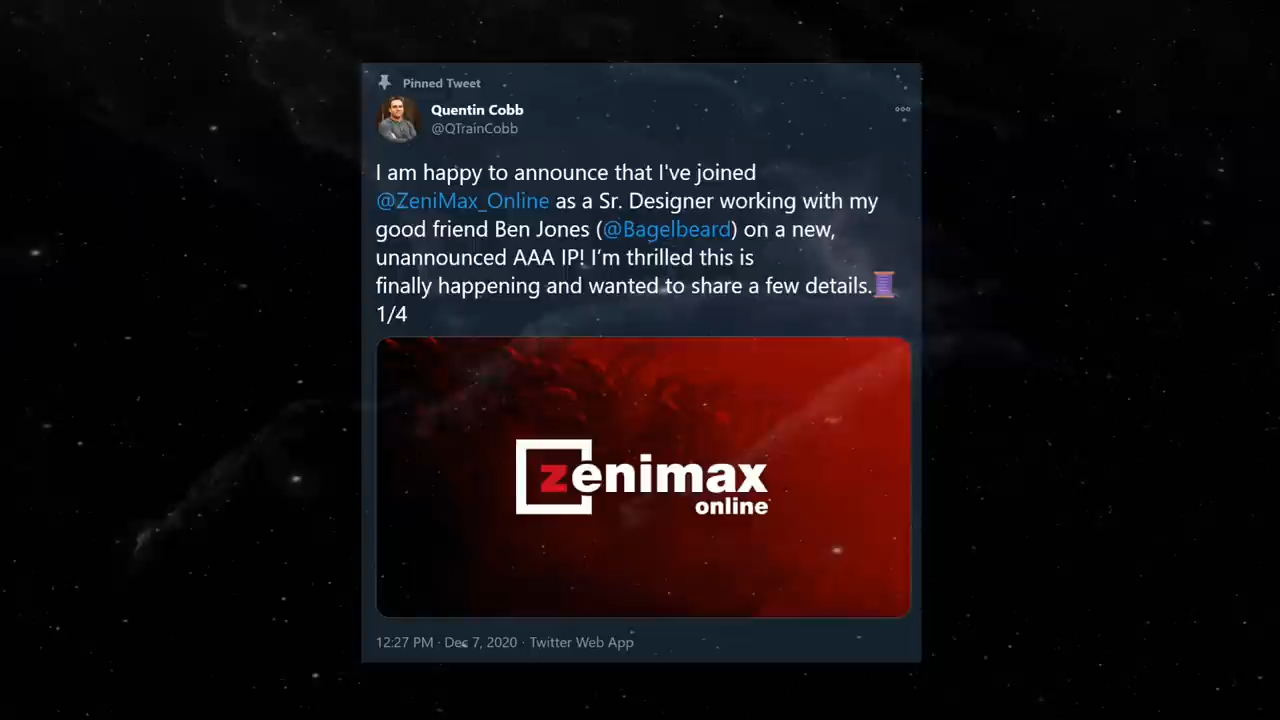 Pinned Tweet
Quentin Cobb
@QTrainCobb
I am happy to announce that I've joined
@ZeniMax_Online as a Sr. Designer working with my
good friend Ben Jones (@Bagelbeard) on a new,
unannounced AAA IP! I'm thrilled this is
finally happening and wanted to share a few details.🧵
1/4
zenimax
online
12:27 PM · Dec 7, 2020 · Twitter Web App